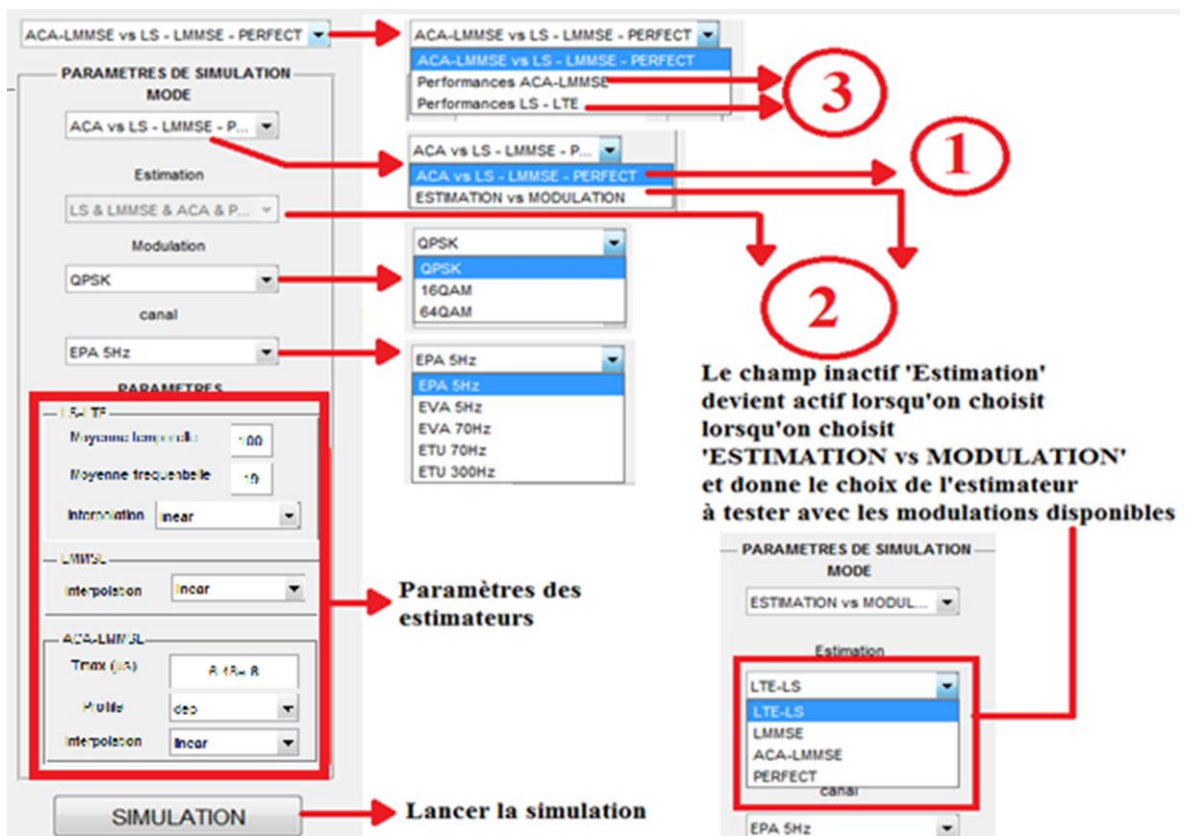 ACA-LMMSE vs LS - LMMSE - PERFECT
PARAMETRES DE SIMULATION
MODE
ACA vs LS - LMMSE - P...
Estimation
LS & LMMSE & ACA & P...
Modulation
QPSK
canal
EPA 5Hz
PARAMETRES
LS-LTE
Moyenne temporelle
100
Moyenne frequentielle
19
Interpolation
linear
LMMSE
Interpolation
linear
ACA-LMMSE
Tmax (µs)
Profile
dep
Interpolation
linear
SIMULATION
ACA-LMMSE vs LS - LMMSE - PERFECT
ACA-LMMSE vs LS - LMMSE - PERFECT
Performances ACA-LMMSE
Performances LS - LTE
3
ACA vs LS - LMMSE - P...
ACA vs LS - LMMSE - PERFECT
ESTIMATION vs MODULATION
1
2
QPSK
QPSK
16QAM
64QAM
EPA 5Hz
EPA 5Hz
EVA 5Hz
EVA 70Hz
ETU 70Hz
ETU 300Hz
Paramètres des
estimateurs
Lancer la simulation
Le champ inactif 'Estimation'
devient actif lorsqu'on choisit
lorsqu'on choisit
'ESTIMATION vs MODULATION'
et donne le choix de l'estimateur
à tester avec les modulations disponibles
PARAMETRES DE SIMULATION
MODE
ESTIMATION vs MODUL...
Estimation
LTE-LS
LTE-LS
LMMSE
ACA-LMMSE
PERFECT
canal
EPA 5Hz